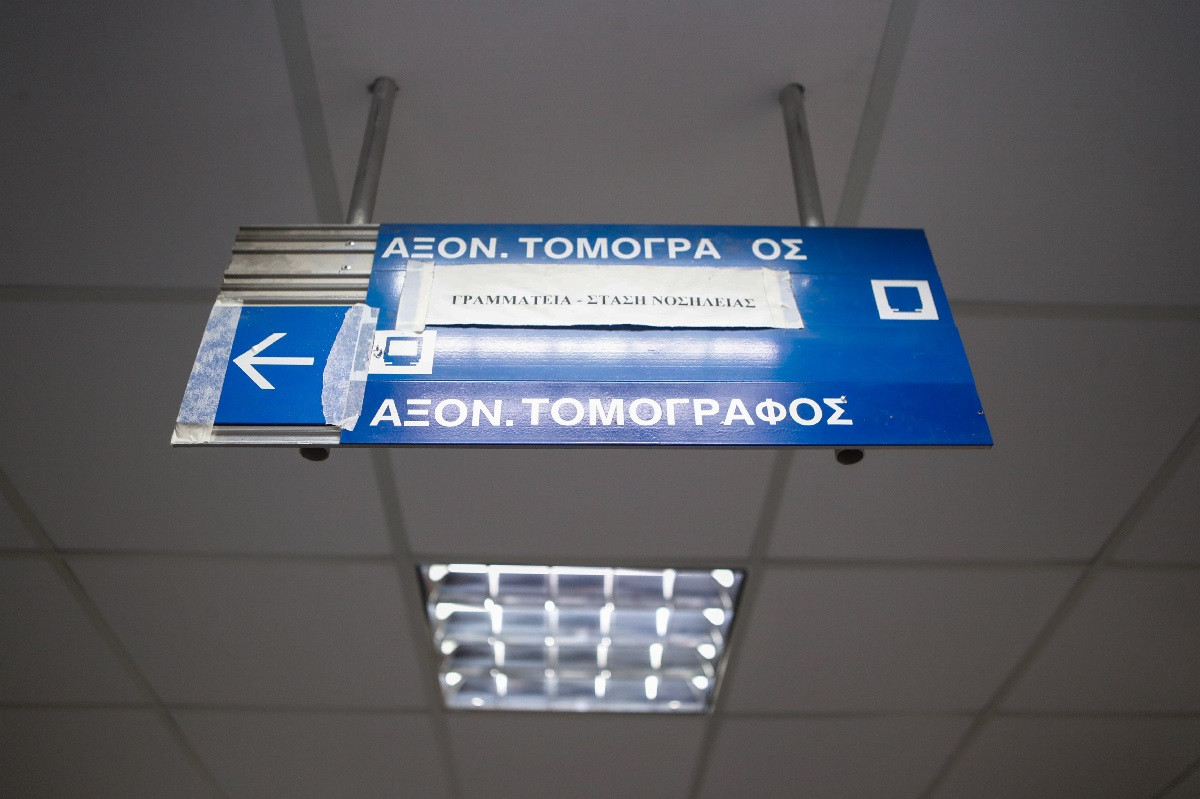 ΑΞΟΝ. ΤΟΜΟΓΡΑ ΟΣ
ΓΡΑΜΜΑΤΕΙΑ - ΣΤΑΣΗ ΝΟΣΗΛΕΙΑΣ
ΑΞΟΝ. ΤΟΜΟΓΡΑΦΟΣ